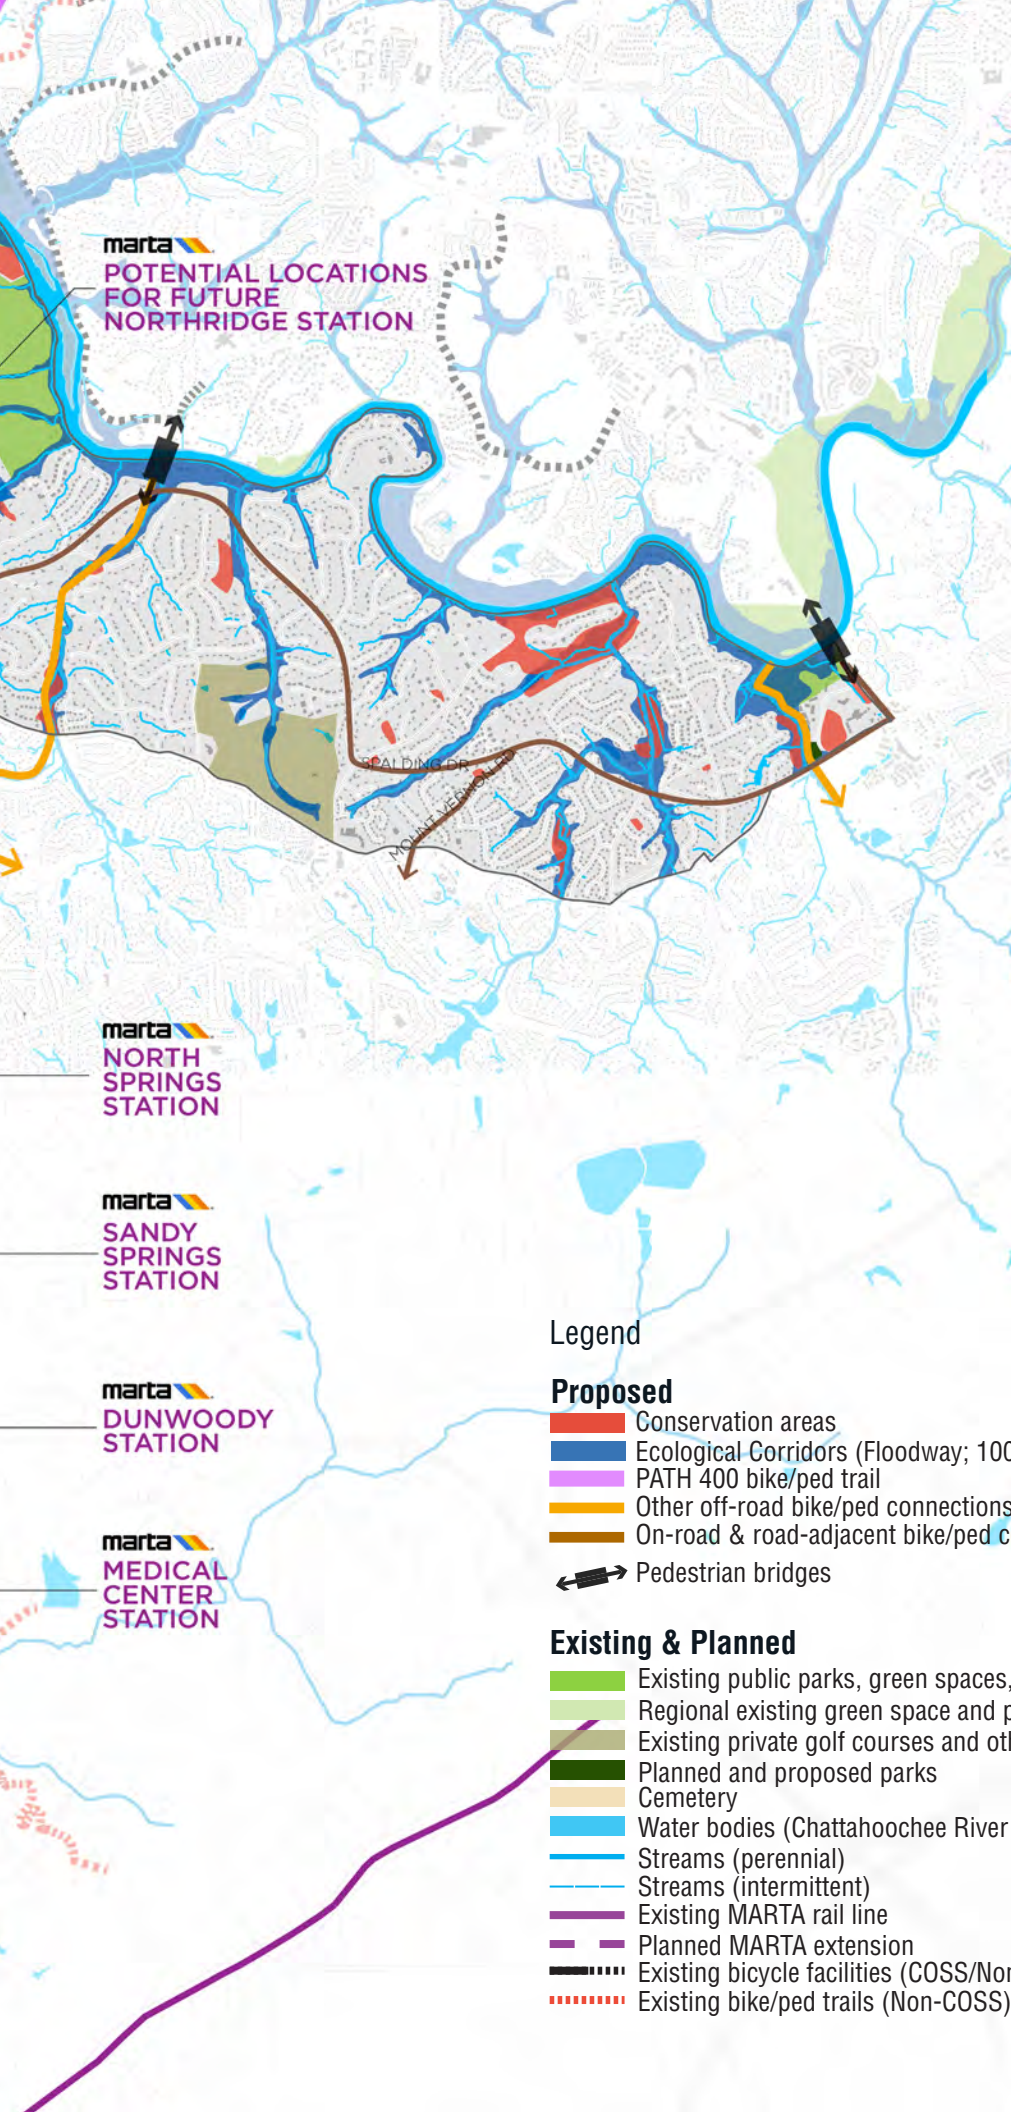 marta
POTENTIAL LOCATIONS
FOR FUTURE
NORTHRIDGE STATION
SPALDING DR
MOUNT VERNON RD
marta
NORTH
SPRINGS
STATION
marta
SANDY
SPRINGS
STATION
marta
DUNWOODY
STATION
marta
MEDICAL
CENTER
STATION
Legend
Proposed
Conservation areas
Ecological Corridors (Floodway; 100
PATH 400 bike/ped trail
Other off-road bike/ped connections
On-road & road-adjacent bike/ped c
Pedestrian bridges
Existing & Planned
Existing public parks, green spaces,
Regional existing green space and p
Existing private golf courses and oth
Planned and proposed parks
Cemetery
Water bodies (Chattahoochee River
Streams (perennial)
Streams (intermittent)
Existing MARTA rail line
Planned MARTA extension
Existing bicycle facilities (COSS/Non
Existing bike/ped trails (Non-COSS)